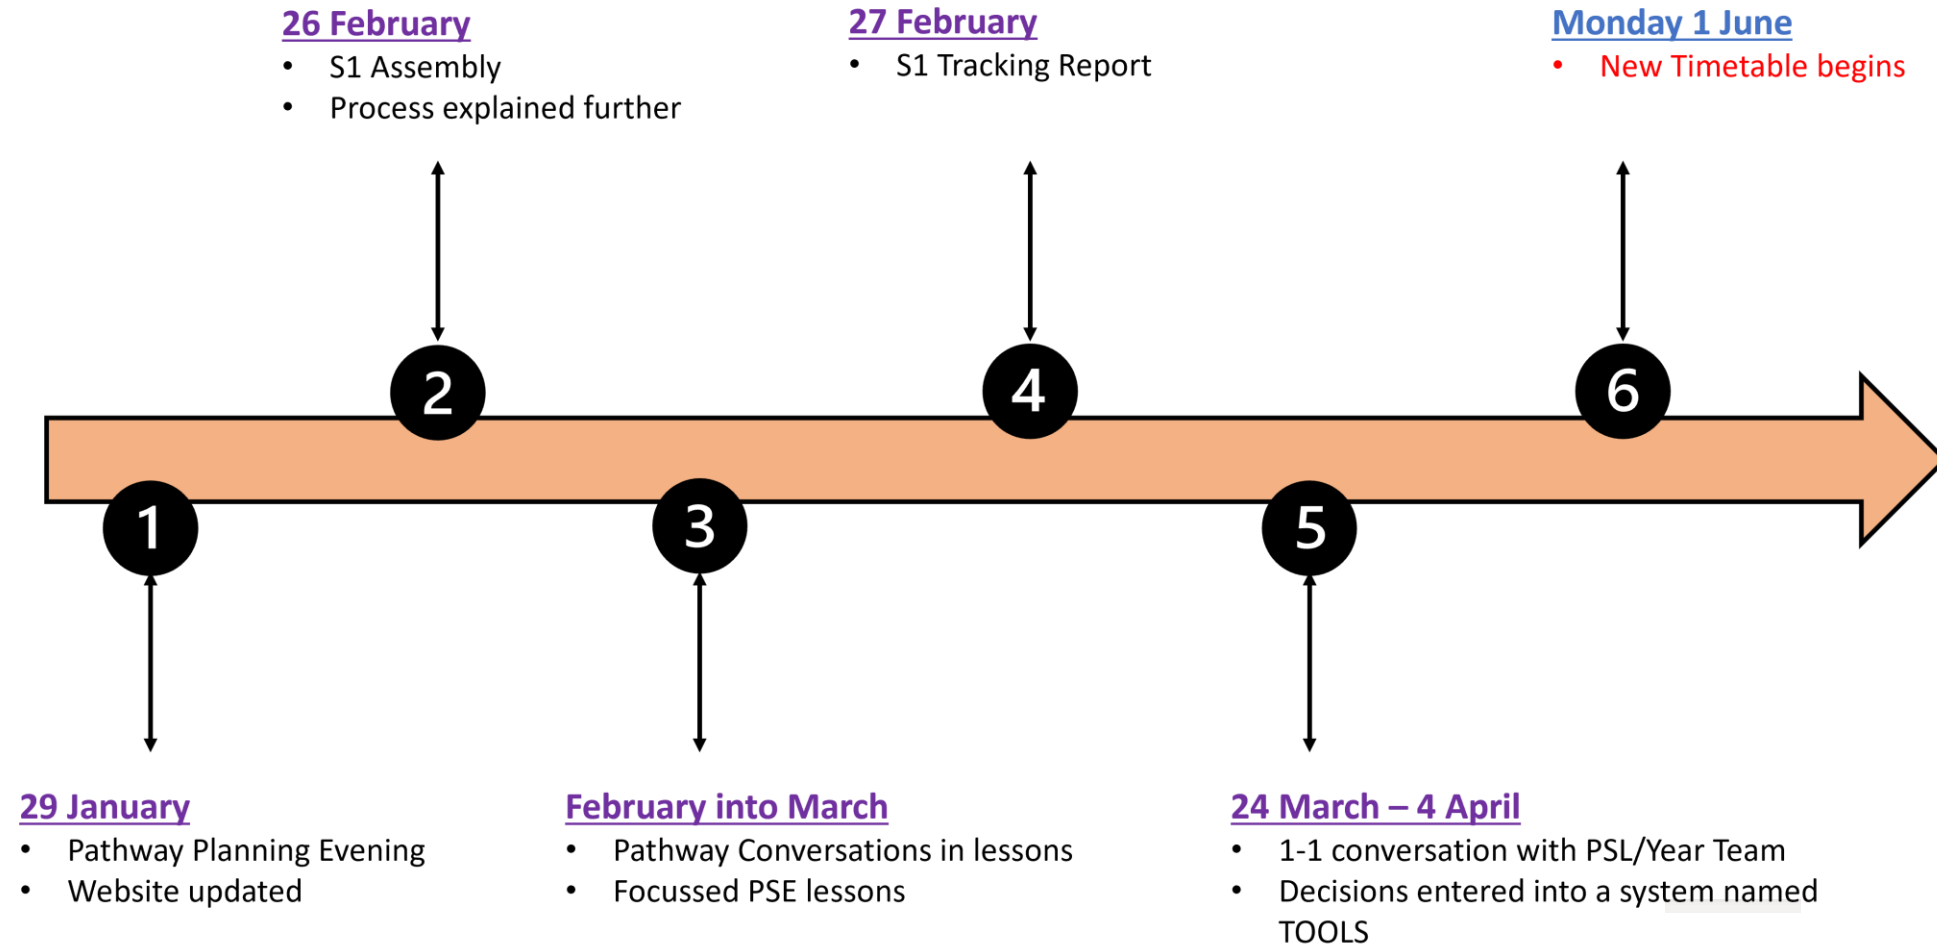 26 February
• S1 Assembly
• Process explained further
27 February
• S1 Tracking Report
Monday 1 June
• New Timetable begins
2
4
6
1
3
5
29 January
• Pathway Planning Evening
• Website updated
February into March
• Pathway Conversations in lessons
• Focussed PSE lessons
24 March – 4 April
• 1-1 conversation with PSL/Year Team
• Decisions entered into a system named
TOOLS